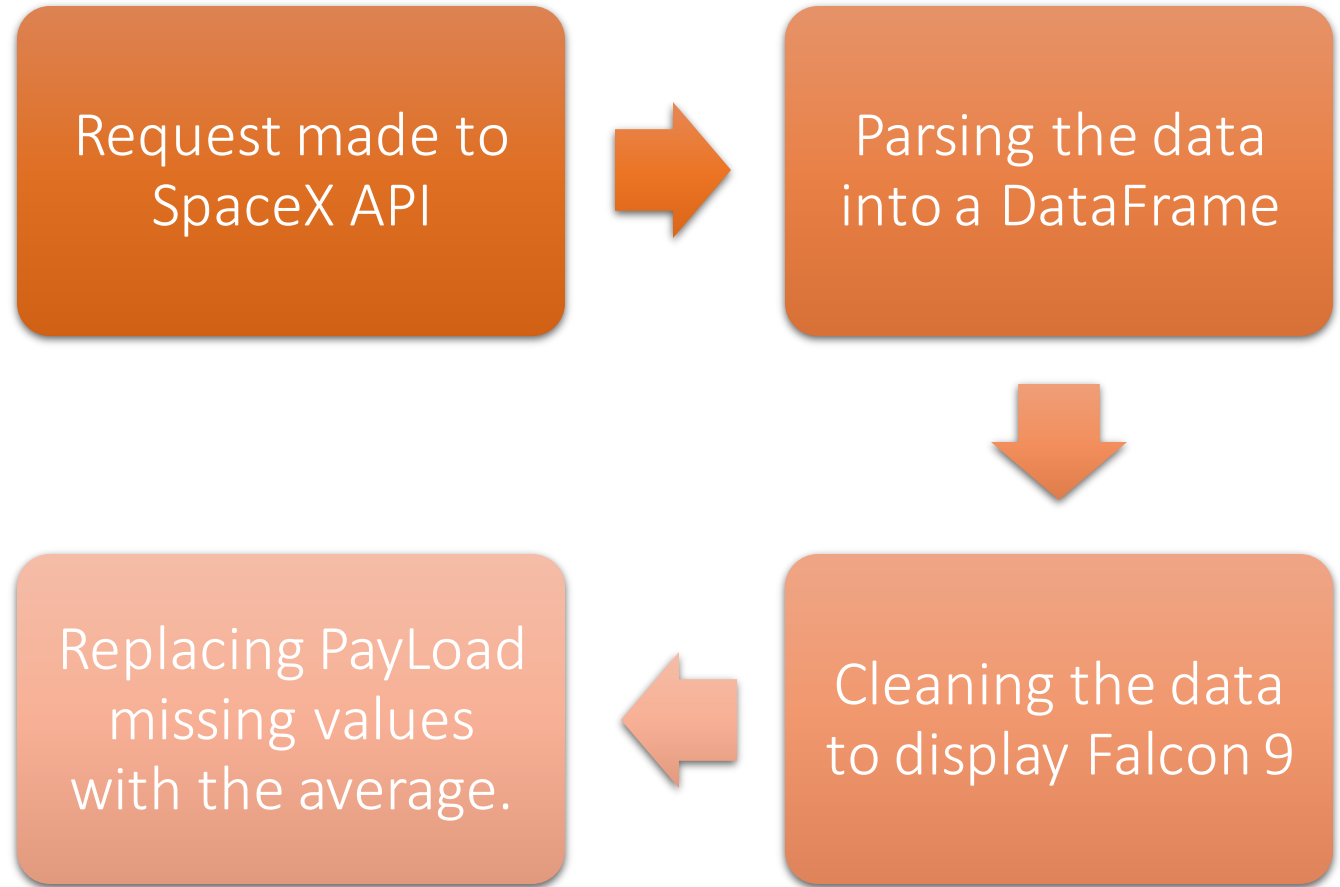 Request made to
SpaceX API
Parsing the data
into a DataFrame
Cleaning the data
to display Falcon 9
Replacing PayLoad
missing values
with the average.